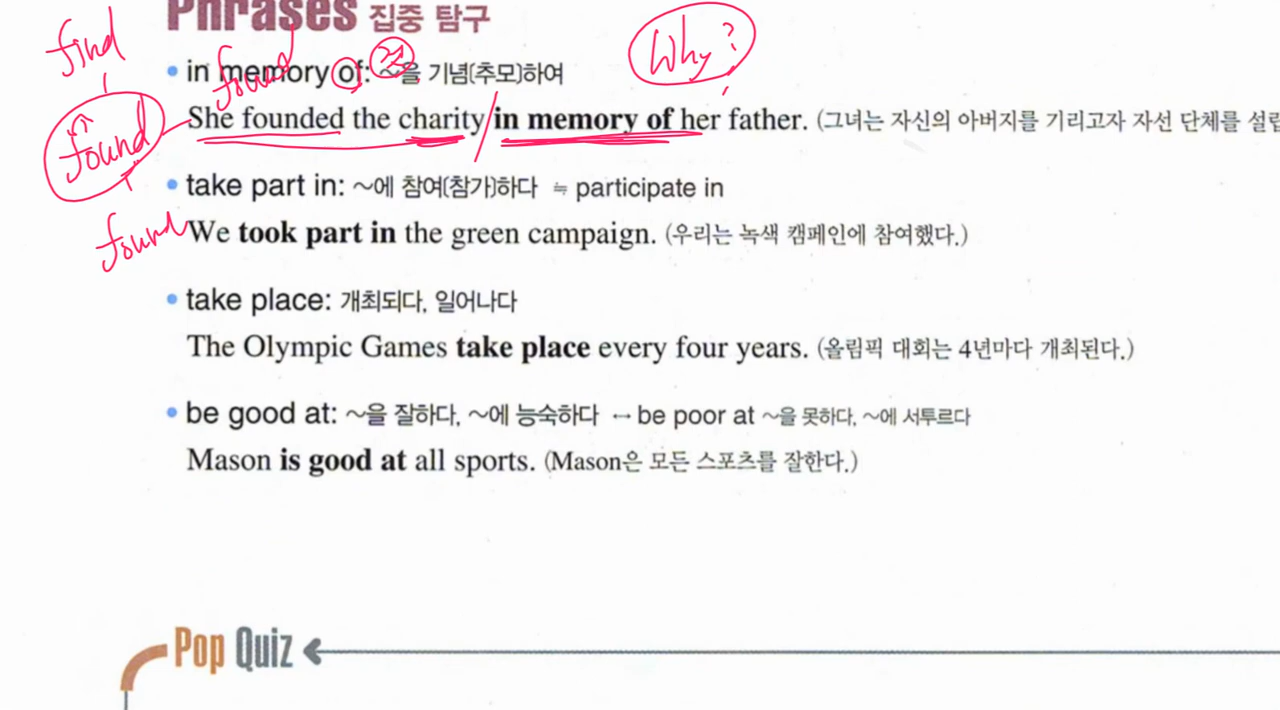 Phrases 집중 탐구
find
found
전
Why?
• in memory of: ~을 기념(추모)하여
found
She founded the charity / in memory of her father. (그녀는 자신의 아버지를 기리고자 자선 단체를 설립
• take part in: ~에 참여(참가)하다 ≒ participate in
found
We took part in the green campaign. (우리는 녹색 캠페인에 참여했다.)
• take place: 개최되다, 일어나다
The Olympic Games take place every four years. (올림픽 대회는 4년마다 개최된다.)
• be good at: ~을 잘하다, ~에 능숙하다 ↔ be poor at ~을 못하다, ~에 서투르다
Mason is good at all sports. (Mason은 모든 스포츠를 잘한다.)
Pop Quiz